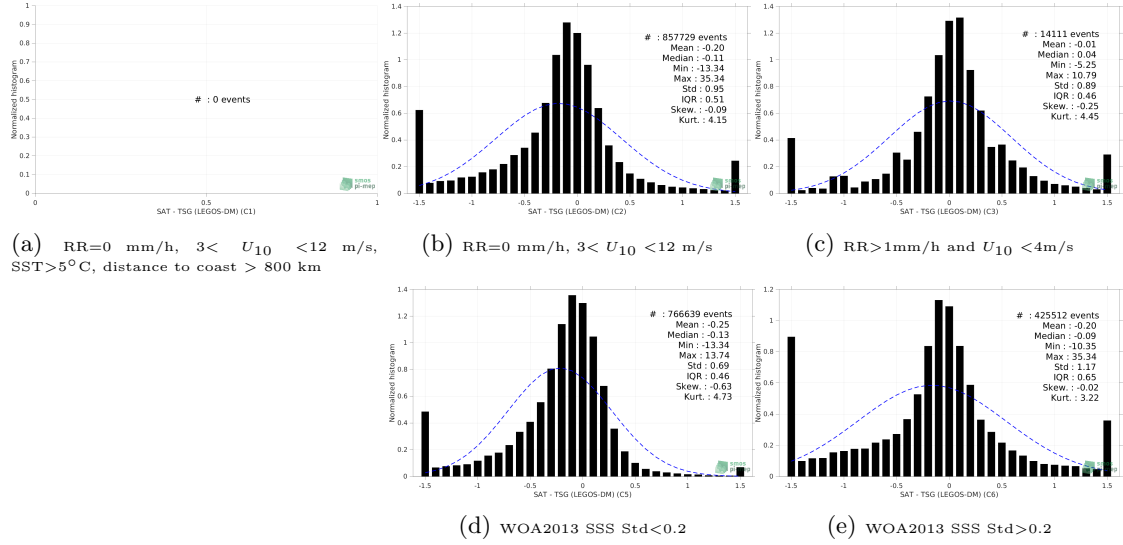 Normalized histogram
1
0.9
0.8
0.7
0.6
0.5
0.4
0.3
0.2
0.1
0
# : 0 events
0
0.5
1
SAT - TSG (LEGOS-DM) (C1)
smos
pi-mep
(a) RR=0 mm/h, 3< U10 <12 m/s,
SST>5°C, distance to coast > 800 km
Normalized histogram
1.4
1.2
1
0.8
0.6
0.4
0.2
0
# : 857729 events
Mean : -0.20
Median : -0.11
Min : -13.34
Max : 35.34
Std : 0.95
IQR : 0.51
Skew. : -0.09
Kurt. : 4.15
-1.5
-1
-0.5
0
0.5
1
1.5
SAT - TSG (LEGOS-DM) (C2)
smos
pi-mep
(b) RR=0 mm/h, 3< U10 <12 m/s
Normalized histogram
1.4
1.2
1
0.8
0.6
0.4
0.2
0
# : 14111 events
Mean : -0.01
Median : 0.04
Min : -5.25
Max : 10.79
Std : 0.89
IQR : 0.46
Skew. : -0.25
Kurt. : 4.45
-1.5
-1
-0.5
0
0.5
1
1.5
SAT - TSG (LEGOS-DM) (C3)
smos
pi-mep
(c) RR>1mm/h and U10 <4m/s
Normalized histogram
1.4
1.2
1
0.8
0.6
0.4
0.2
0
# : 766639 events
Mean : -0.25
Median : -0.13
Min : -13.34
Max : 13.74
Std : 0.69
IQR : 0.46
Skew. : -0.63
Kurt. : 4.73
-1.5
-1
-0.5
0
0.5
1
1.5
SAT - TSG (LEGOS-DM) (C5)
smos
pi-mep
(d) WOA2013 SSS Std<0.2
Normalized histogram
1.2
1
0.8
0.6
0.4
0.2
0
# : 425512 events
Mean : -0.20
Median : -0.09
Min : -10.35
Max : 35.34
Std : 1.17
IQR : 0.65
Skew. : -0.02
Kurt. : 3.22
-1.5
-1
-0.5
0
0.5
1
1.5
SAT - TSG (LEGOS-DM) (C6)
smos
pi-mep
(e) WOA2013 SSS Std>0.2